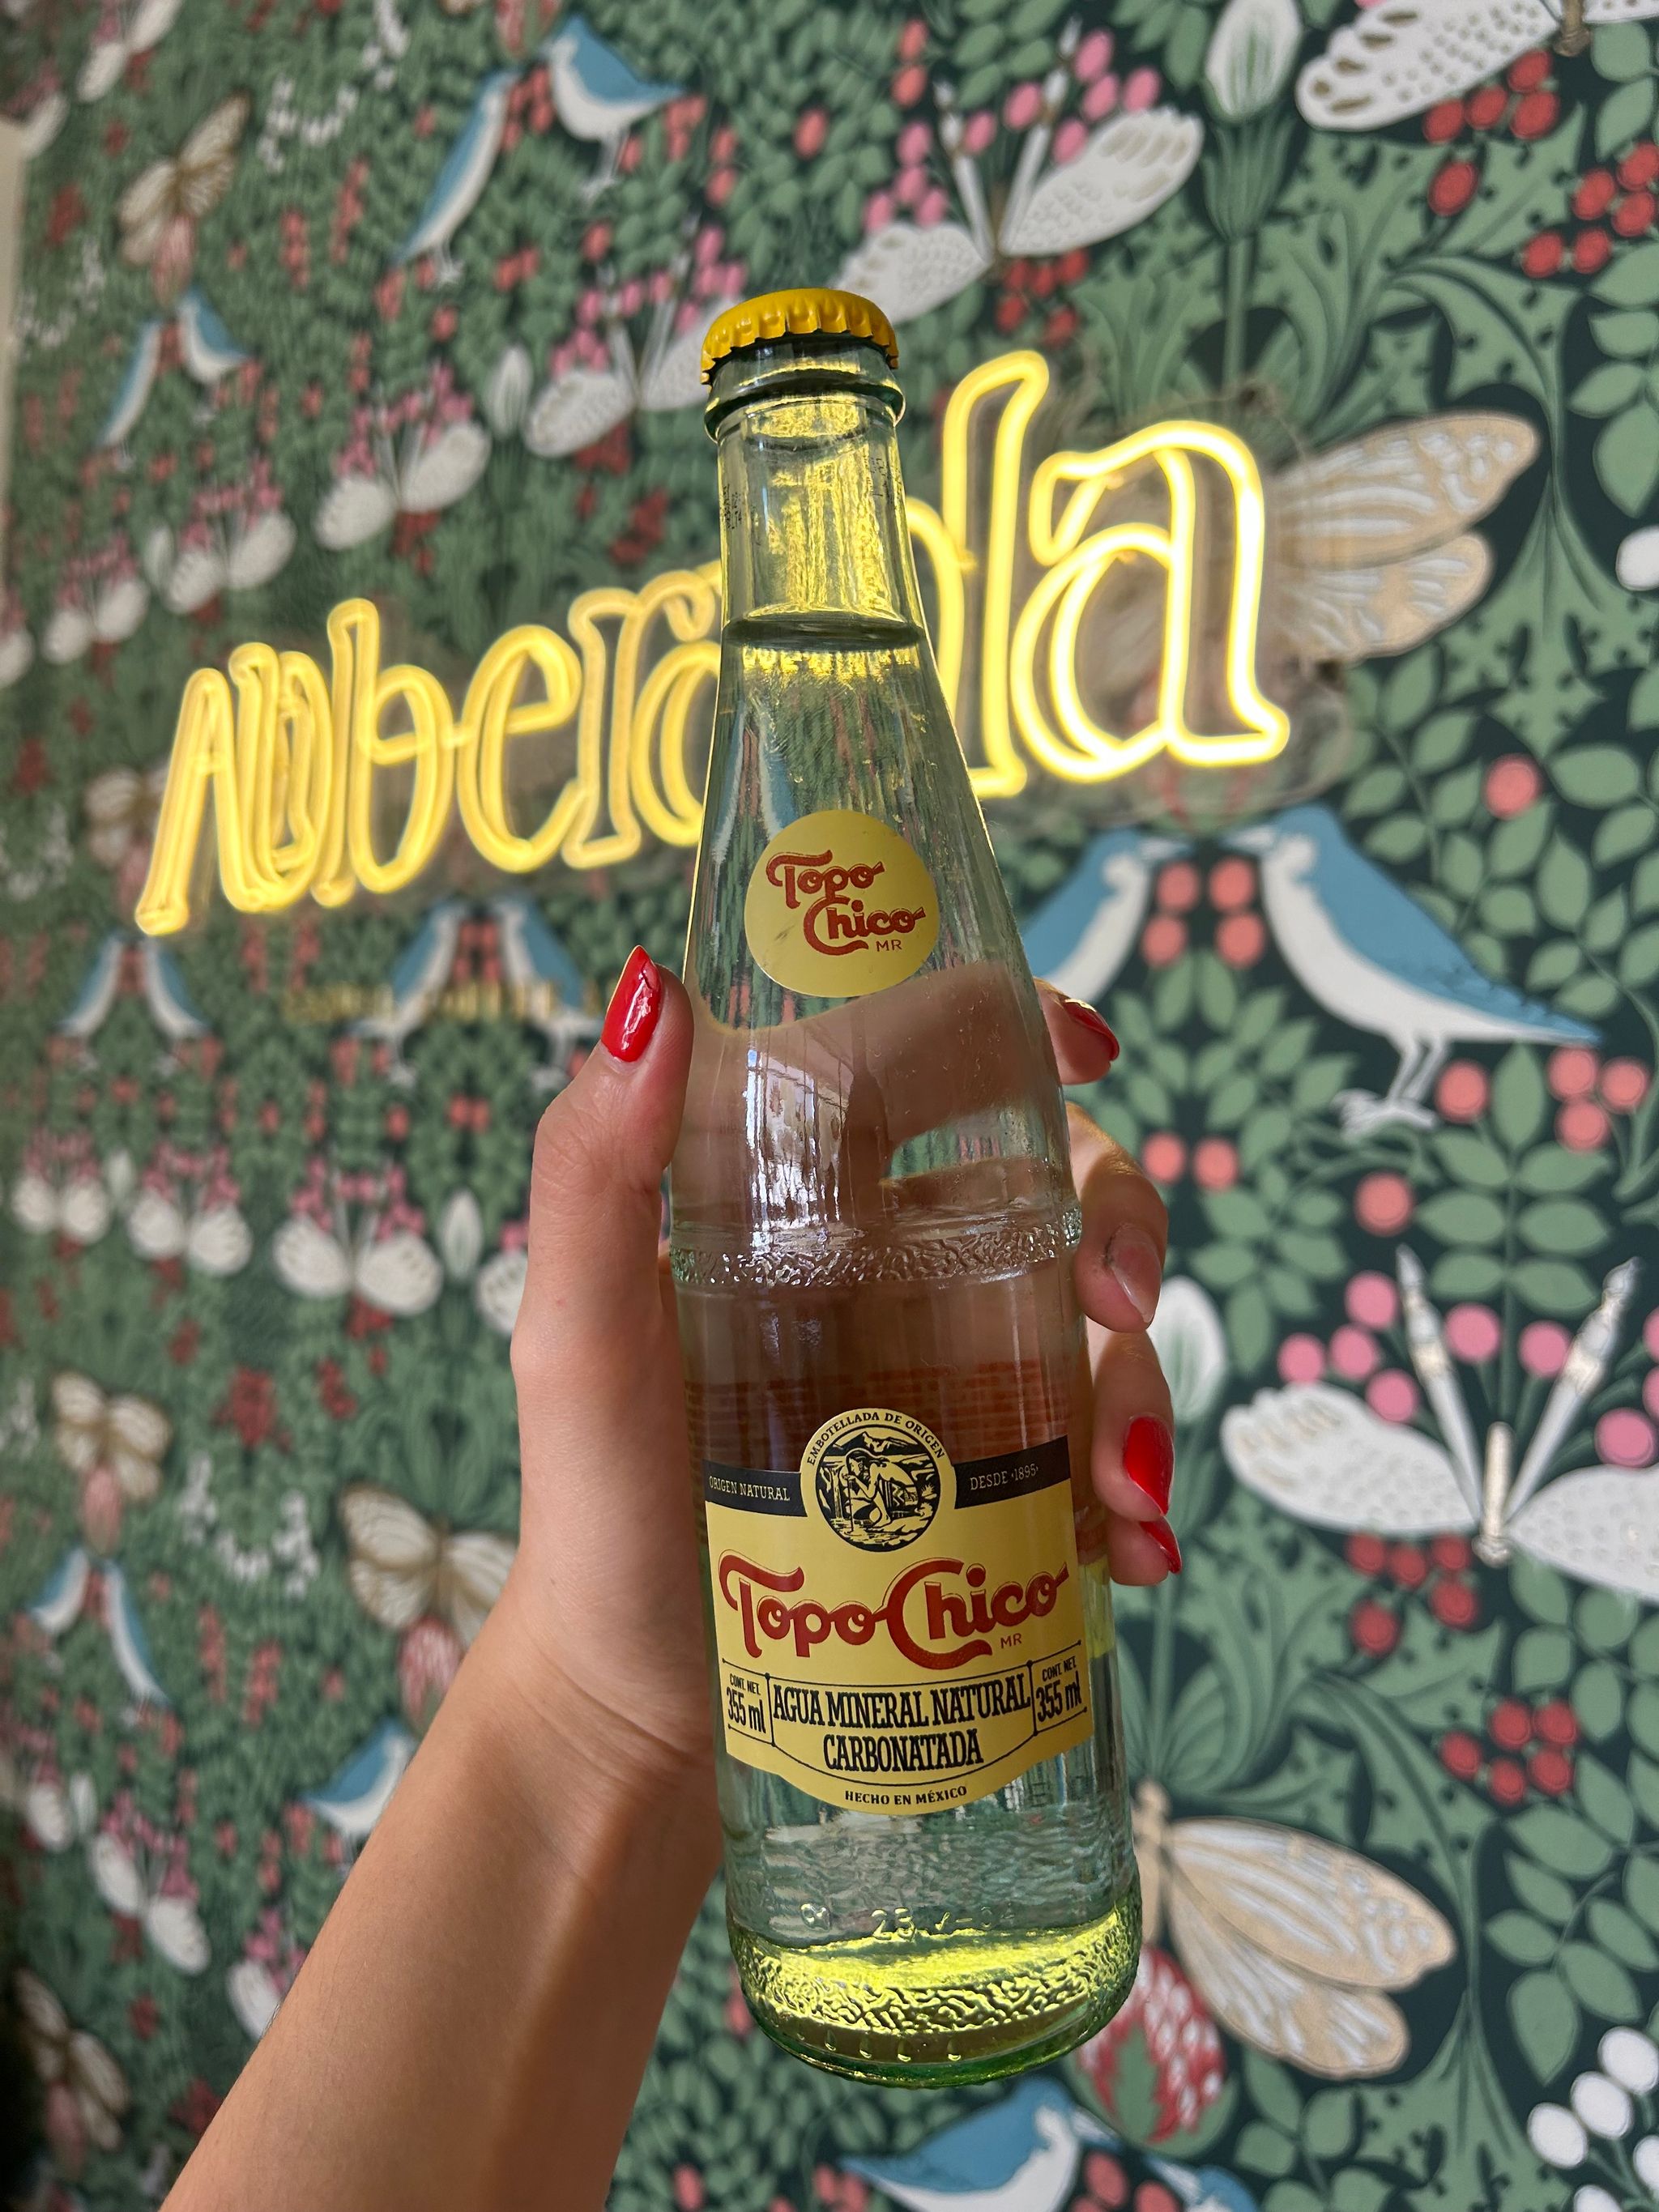 Topo
Chico
MR
EMBOTELLADA DE ORIGEN
ORIGEN NATURAL
DESDE ·1895·
Topo Chico
MR
CONT. NET.
355 ml
AGUA MINERAL NATURAL
CARBONATADA
CONT. NET.
355 ml
HECHO EN MÉXICO